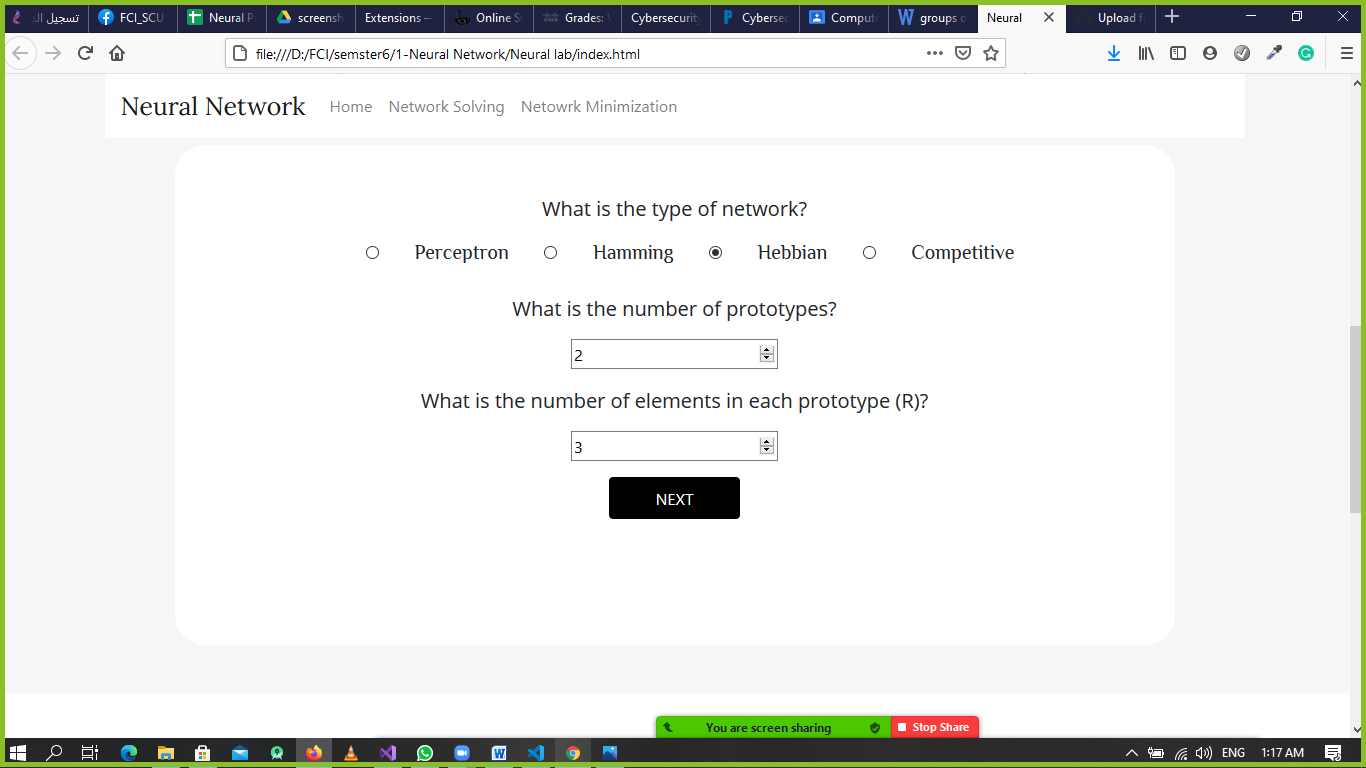 تسجيل ال FCI_SCU Neural P screensh Extensions — Online S Grades: Cybersecurity Cybersec Comput groups o Neural Upload f
file:///D:/FCI/semster6/1-Neural Network/Neural lab/index.html
Neural Network Home Network Solving Netowrk Minimization
What is the type of network?
Perceptron Hamming Hebbian Competitive
What is the number of prototypes?
2
What is the number of elements in each prototype (R)?
3
NEXT
You are screen sharing Stop Share
ENG 1:17 AM